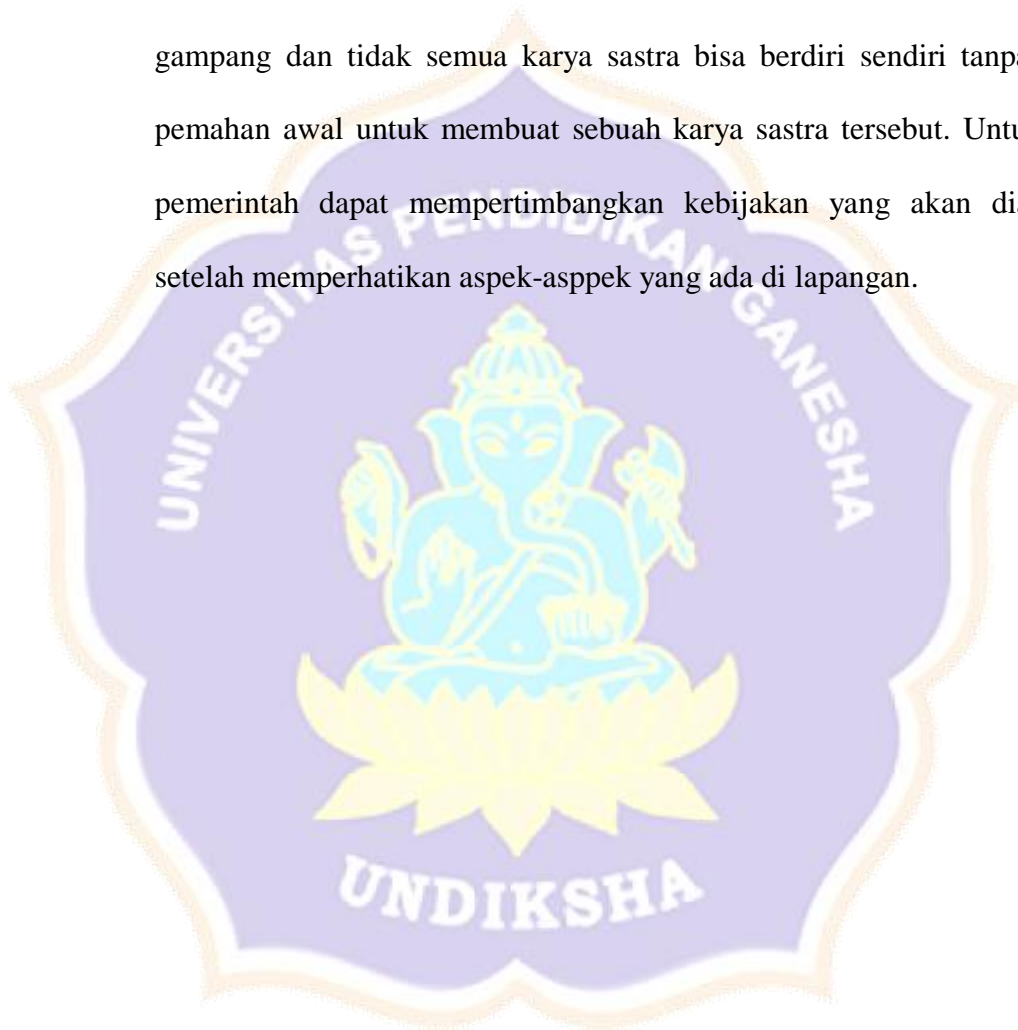 gampang dan tidak semua karya sastra bisa berdiri sendiri tanpa
pemahan awal untuk membuat sebuah karya sastra tersebut. Untu
pemerintah dapat mempertimbangkan kebijakan yang akan dia
setelah memperhatikan aspek-asppek yang ada di lapangan.
UNIVERSITAS PENDIDIKAN GANESHA
UNDIKSHA